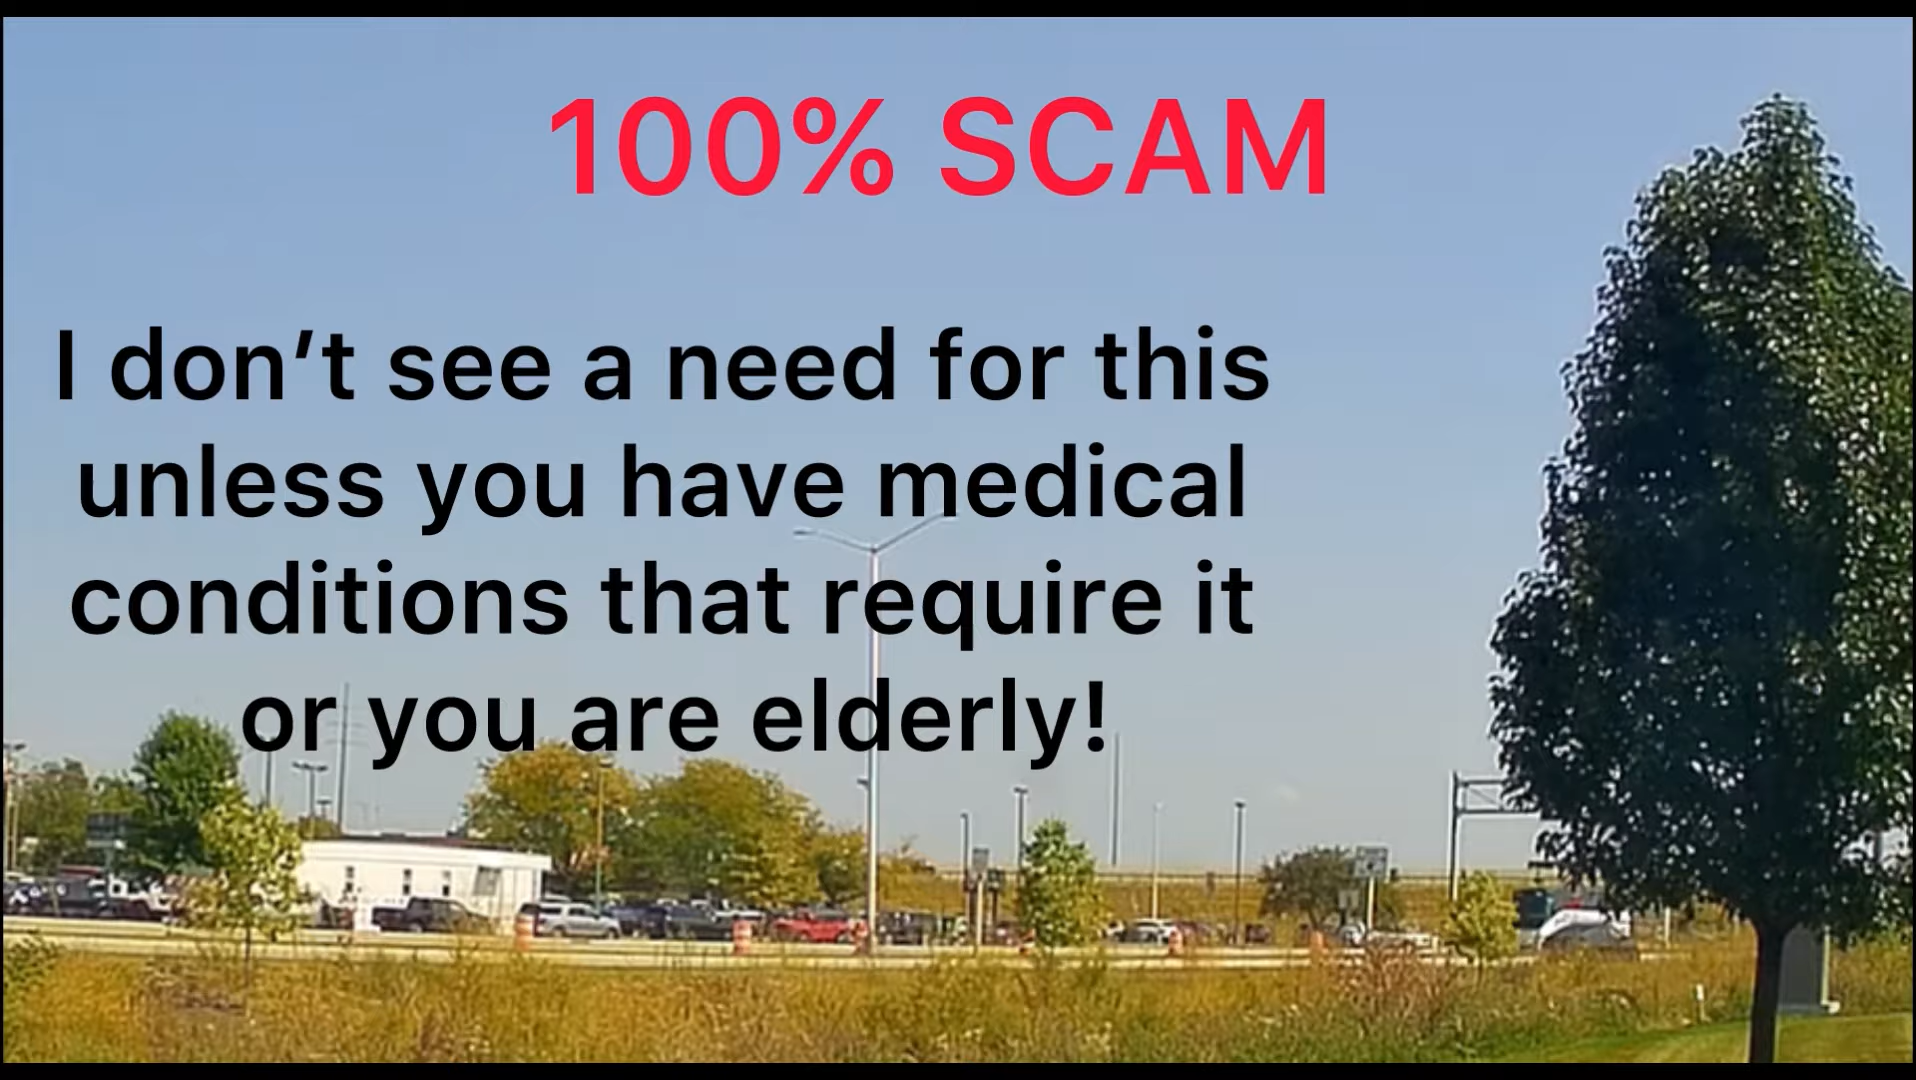 100% SCAM
I don’t see a need for this
unless you have medical
conditions that require it
or you are elderly!